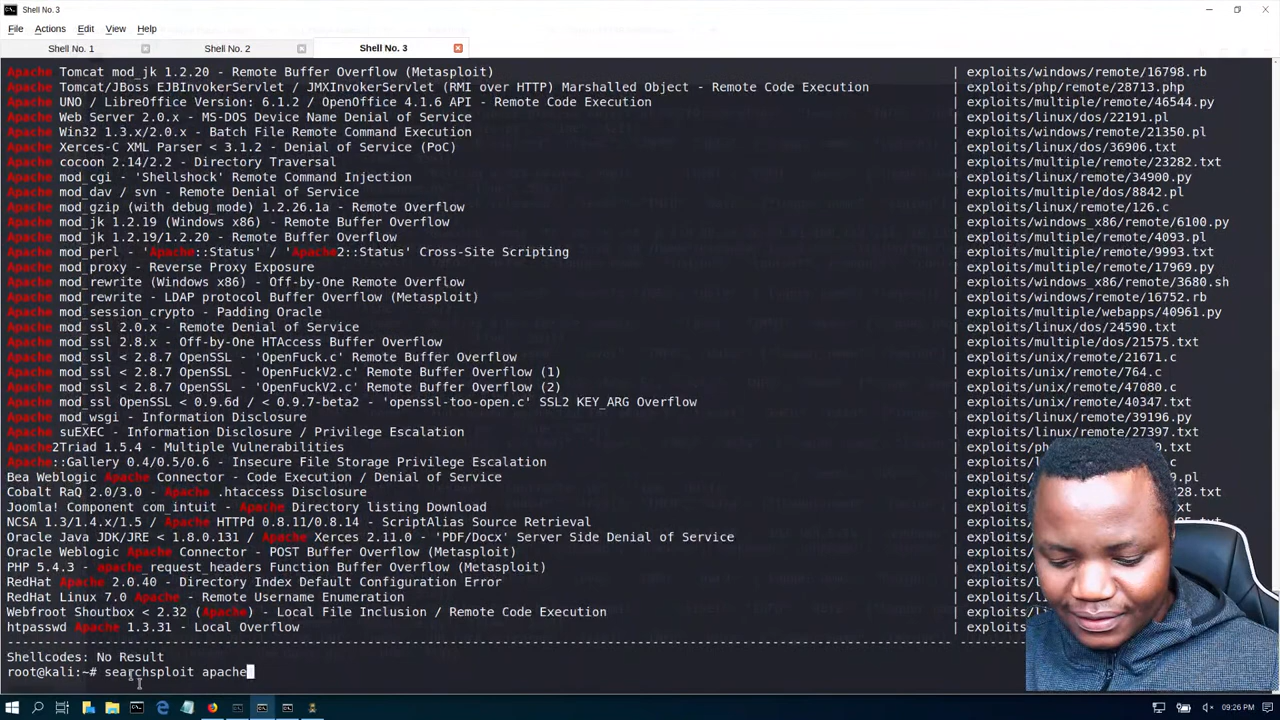 Shell No. 3
File Actions Edit View Help
Shell No. 1 Shell No. 2 Shell No. 3
Apache Tomcat mod_jk 1.2.20 - Remote Buffer Overflow (Metasploit) | exploits/windows/remote/16798.rb
Apache Tomcat/JBoss EJBInvokerServlet / JMXInvokerServlet (RMI over HTTP) Marshalled Object - Remote Code Execution | exploits/php/remote/28713.php
Apache UNO / LibreOffice Version: 6.1.2 / OpenOffice 4.1.6 API - Remote Code Execution | exploits/multiple/remote/46544.py
Apache Web Server 2.0.x - MS-DOS Device Name Denial of Service | exploits/linux/dos/22191.pl
Apache Win32 1.3.x/2.0.x - Batch File Remote Command Execution | exploits/windows/remote/21350.pl
Apache Xerces-C XML Parser < 3.1.2 - Denial of Service (PoC) | exploits/linux/dos/36906.txt
Apache cocoon 2.14/2.2 - Directory Traversal | exploits/multiple/remote/23282.txt
Apache mod_cgi - 'Shellshock' Remote Command Injection | exploits/linux/remote/34900.py
Apache mod_dav / svn - Remote Denial of Service | exploits/multiple/dos/8842.pl
Apache mod_gzip (with debug_mode) 1.2.26.1a - Remote Overflow | exploits/linux/remote/126.c
Apache mod_jk 1.2.19 (Windows x86) - Remote Buffer Overflow | exploits/windows_x86/remote/6100.py
Apache mod_jk 1.2.19/1.2.20 - Remote Buffer Overflow | exploits/multiple/remote/4093.pl
Apache mod_perl - 'Apache::Status' / 'Apache2::Status' Cross-Site Scripting | exploits/multiple/remote/9993.txt
Apache mod_proxy - Reverse Proxy Exposure | exploits/multiple/remote/17969.py
Apache mod_rewrite (Windows x86) - Off-by-One Remote Overflow | exploits/windows_x86/remote/3680.sh
Apache mod_rewrite - LDAP protocol Buffer Overflow (Metasploit) | exploits/windows/remote/16752.rb
Apache mod_session_crypto - Padding Oracle | exploits/multiple/webapps/40961.py
Apache mod_ssl 2.0.x - Remote Denial of Service | exploits/linux/dos/24590.txt
Apache mod_ssl 2.8.x - Off-by-One HTAccess Buffer Overflow | exploits/multiple/dos/21575.txt
Apache mod_ssl < 2.8.7 OpenSSL - 'OpenFuck.c' Remote Buffer Overflow | exploits/unix/remote/21671.c
Apache mod_ssl < 2.8.7 OpenSSL - 'OpenFuckV2.c' Remote Buffer Overflow (1) | exploits/unix/remote/764.c
Apache mod_ssl < 2.8.7 OpenSSL - 'OpenFuckV2.c' Remote Buffer Overflow (2) | exploits/unix/remote/47080.c
Apache mod_ssl OpenSSL < 0.9.6d / < 0.9.7-beta2 - 'openssl-too-open.c' SSL2 KEY_ARG Overflow | exploits/unix/remote/40347.txt
Apache mod_wsgi - Information Disclosure | exploits/linux/remote/39196.py
Apache suEXEC - Information Disclosure / Privilege Escalation | exploits/linux/remote/27397.txt
Apache2Triad 1.5.4 - Multiple Vulnerabilities
Apache::Gallery 0.4/0.5/0.6 - Insecure File Storage Privilege Escalation
Bea Weblogic Apache Connector - Code Execution / Denial of Service
Cobalt RaQ 2.0/3.0 - Apache .htaccess Disclosure
Joomla! Component com_intuit - Apache Directory listing Download
NCSA 1.3/1.4.x/1.5 / Apache HTTPd 0.8.11/0.8.14 - ScriptAlias Source Retrieval
Oracle Java JDK/JRE < 1.8.0.131 / Apache Xerces 2.11.0 - 'PDF/Docx' Server Side Denial of Service
Oracle Weblogic Apache Connector - POST Buffer Overflow (Metasploit)
PHP 5.4.3 - apache_request_headers Function Buffer Overflow (Metasploit)
RedHat Apache 2.0.40 - Directory Index Default Configuration Error
RedHat Linux 7.0 Apache - Remote Username Enumeration
Webfroot Shoutbox < 2.32 (Apache) - Local File Inclusion / Remote Code Execution
htpasswd Apache 1.3.31 - Local Overflow
Shellcodes: No Result
root@kali:~# searchsploit apache
09:26 PM